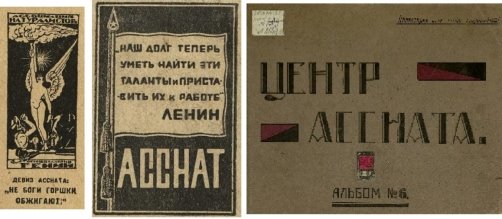 ГЕНИЙ
ДЕВИЗ АССНАТА:
„НЕ БОГИ ГОРШКИ
ОБЖИГАЮТ:"
„НАШ ДОЛГ ТЕПЕРЬ
УМЕТЬ НАЙТИ ЭТИ
ТАЛАНТЫ И ПРИСТА-
ВИТЬ ИХ К РАБОТЕ"
ЛЕНИН
АССНАТ
ЦЕНТР
АССНАТА.
АЛЬБОМ №6